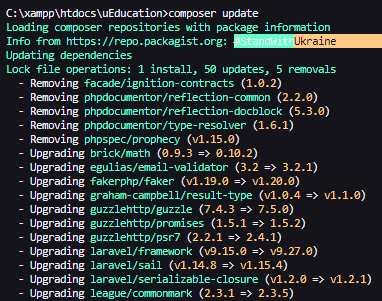 C:\xampp\htdocs\uEducation>composer update
Loading composer repositories with package information
Info from https://repo.packagist.org: #StandWithUkraine
Updating dependencies
Lock file operations: 1 install, 50 updates, 5 removals
- Removing facade/ignition-contracts (1.0.2)
- Removing phpdocumentor/reflection-common (2.2.0)
- Removing phpdocumentor/reflection-docblock (5.3.0)
- Removing phpdocumentor/type-resolver (1.6.1)
- Removing phpspec/prophecy (v1.15.0)
- Upgrading brick/math (0.9.3 => 0.10.2)
- Upgrading egulias/email-validator (3.2 => 3.2.1)
- Upgrading fakerphp/faker (v1.19.0 => v1.20.0)
- Upgrading graham-campbell/result-type (v1.0.4 => v1.1.0)
- Upgrading guzzlehttp/guzzle (7.4.3 => 7.5.0)
- Upgrading guzzlehttp/promises (1.5.1 => 1.5.2)
- Upgrading guzzlehttp/psr7 (2.2.1 => 2.4.1)
- Upgrading laravel/framework (v9.15.0 => v9.27.0)
- Upgrading laravel/sail (v1.14.8 => v1.15.4)
- Upgrading laravel/serializable-closure (v1.2.0 => v1.2.1)
- Upgrading league/commonmark (2.3.1 => 2.3.5)